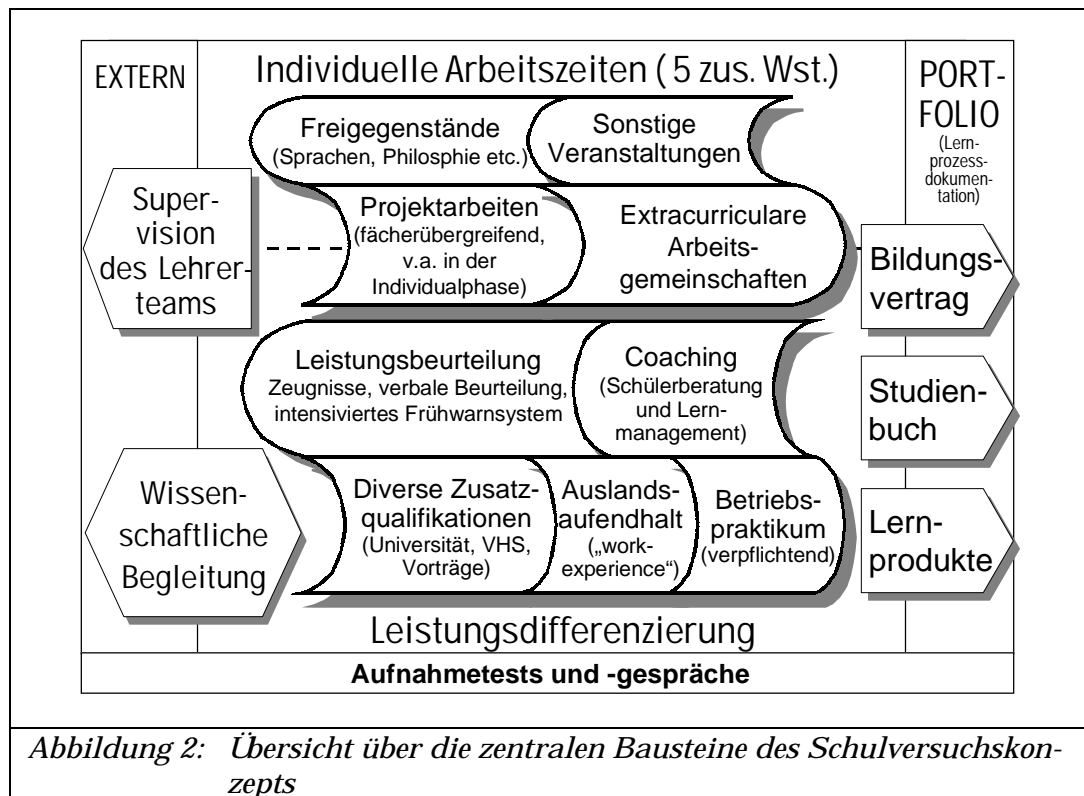 EXTERN
Individuelle Arbeitszeiten (5 zus. Wst.)
PORT-
FOLIO
(Lern-
prozess-
dokumen-
tation)
Freigegenstände
(Sprachen, Philosphie etc.)
Sonstige
Veranstaltungen
Super-
vision
des Lehrer-
teams
Projektarbeiten
(fächerübergreifend,
v.a. in der
Individualphase)
Extracurriculare
Arbeits-
gemeinschaften
Bildungs-
vertrag
Leistungsbeurteilung
Zeugnisse, verbale Beurteilung,
intensiviertes Frühwarnsystem
Coaching
(Schülerberatung
und Lern-
management)
Studien-
buch
Wissen-
schaftliche
Begleitung
Diverse Zusatz-
qualifikationen
(Universität, VHS,
Vorträge)
Auslands-
aufendhalt
(„work-
experience“)
Betriebs-
praktikum
(verpflichtend)
Lern-
produkte
Leistungsdifferenzierung
Aufnahmetests und -gespräche
Abbildung 2: Übersicht über die zentralen Bausteine des Schulversuchskon-
zepts